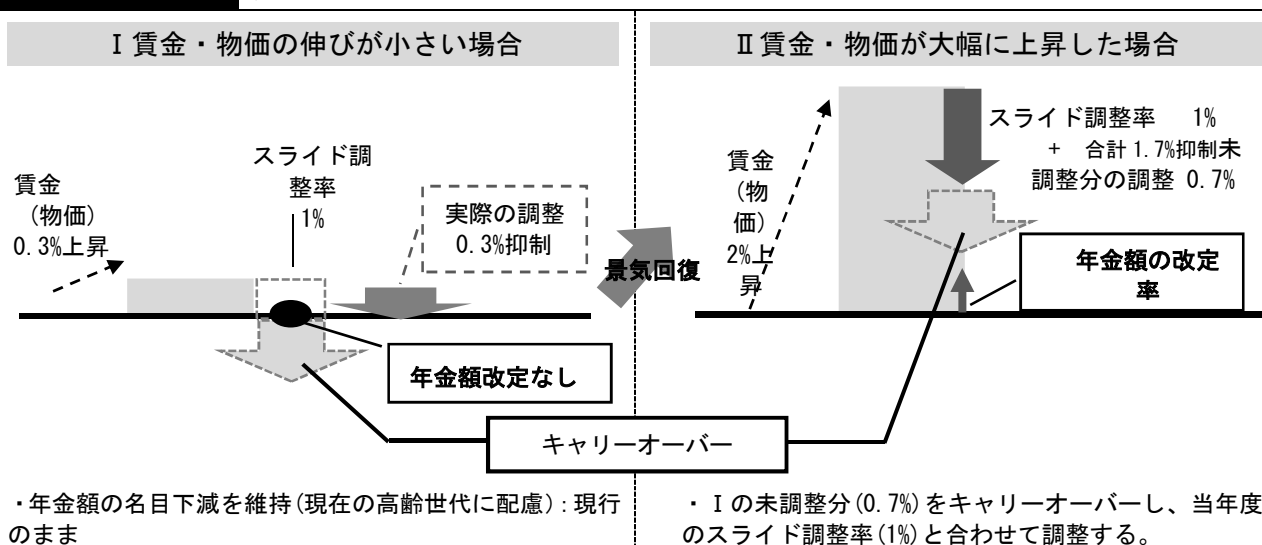 Ⅰ賃金・物価の伸びが小さい場合
賃金
（物価）
0.3%上昇
スライド調
整率
1%
実際の調整
0.3%抑制
年金額改定なし
景気回復
キャリーオーバー
・年金額の名目下減を維持(現在の高齢世代に配慮)：現行
のまま
Ⅱ賃金・物価が大幅に上昇した場合
賃金
(物
価)
2%上
昇
スライド調整率　1%
+　合計1.7%抑制未
調整分の調整 0.7%
年金額の改定
率
・Ⅰの未調整分(0.7%)をキャリーオーバーし、当年度
のスライド調整率(1%)と合わせて調整する。